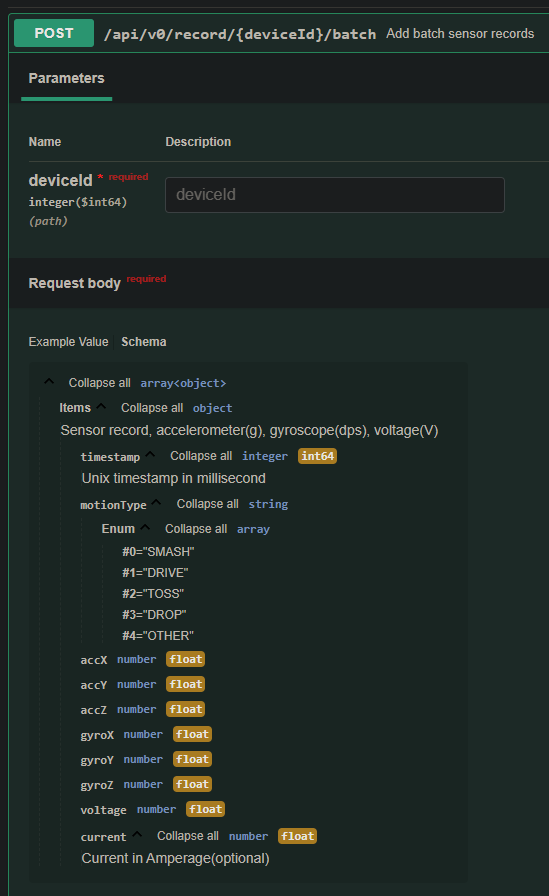 POST /api/v0/record/{deviceId}/batch Add batch sensor records
Parameters
Name Description
deviceId * required
deviceId
integer($int64)
(path)
Request body required
Example Value Schema
Collapse all array<object>
Items Collapse all object
Sensor record, accelerometer(g), gyroscope(dps), voltage(V)
timestamp Collapse all integer int64
Unix timestamp in millisecond
motionType Collapse all string
Enum Collapse all array
#0="SMASH"
#1="DRIVE"
#2="TOSS"
#3="DROP"
#4="OTHER"
accX number float
accY number float
accZ number float
gyroX number float
gyroY number float
gyroZ number float
voltage number float
current Collapse all number float
Current in Amperage(optional)